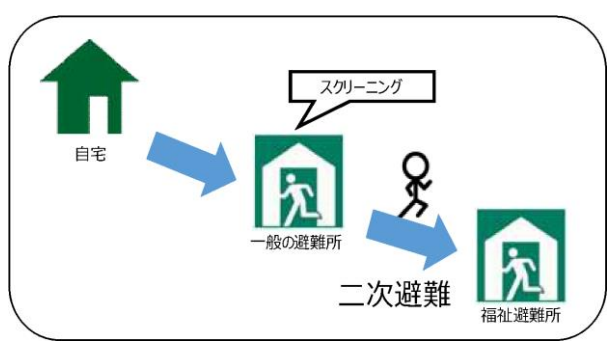 スクリーニング
自宅
一般の避難所
二次避難
福祉避難所